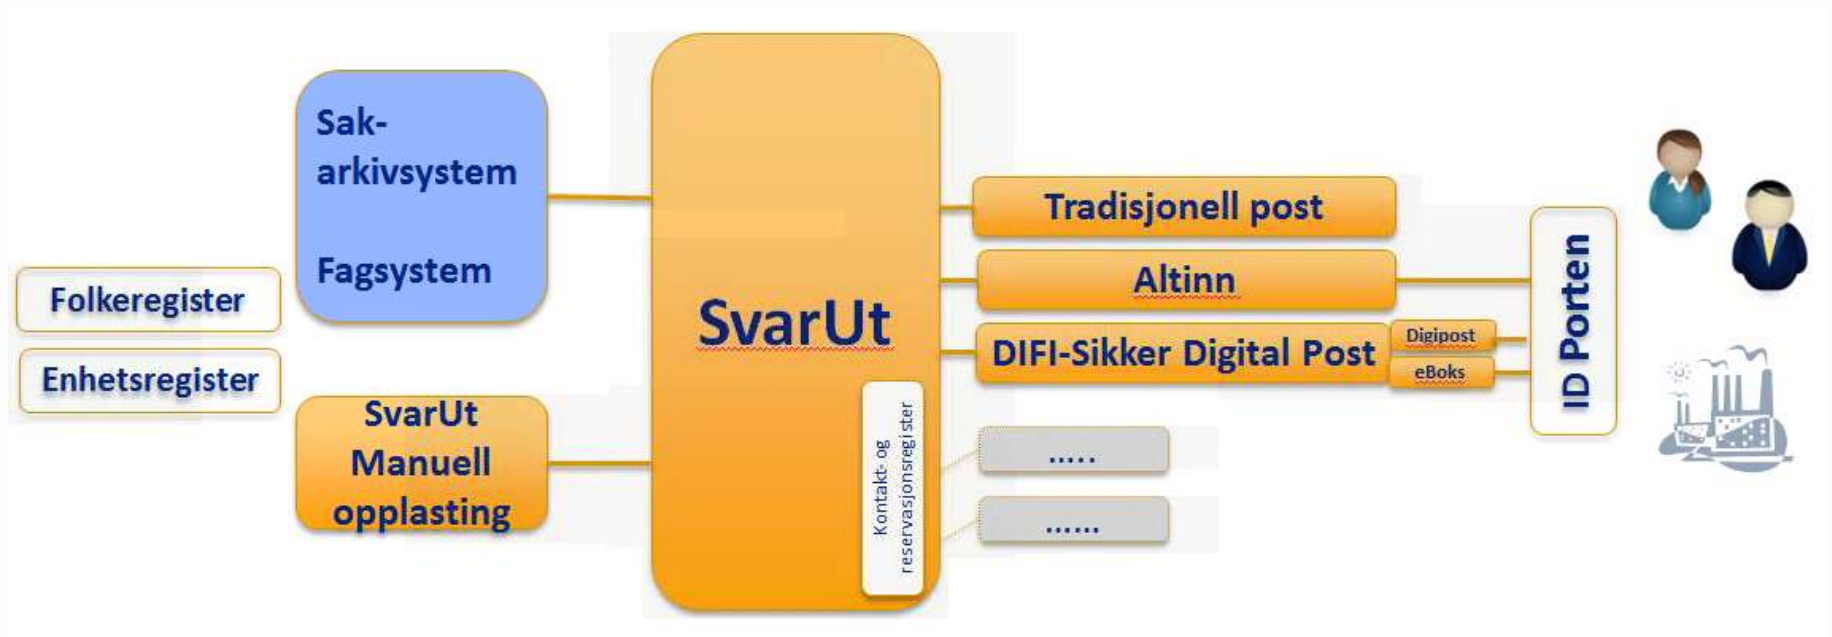 Folkeregister
Enhetsregister
Sak-
arkivsystem
Fagsystem
SvarUt
Manuell
opplasting
SvarUt
Kontakt- og
reservasjonsregister
Tradisjonell post
Altinn
DIFI-Sikker Digital Post
Digipost
eBoks
.....
......
ID Porten